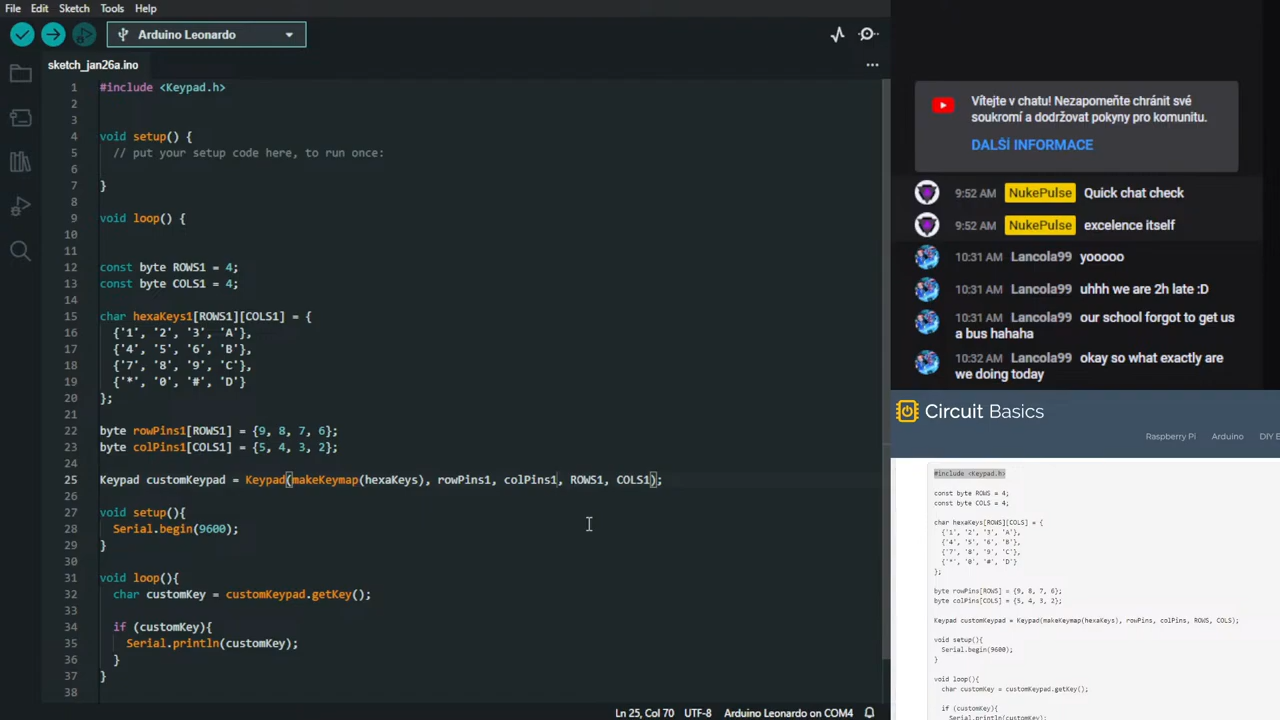 File Edit Sketch Tools Help
Arduino Leonardo
sketch_jan26a.ino
1 #include <Keypad.h>
2
3
4 void setup() {
5 // put your setup code here, to run once:
6
7 }
8
9 void loop() {
10
11
12 const byte ROWS1 = 4;
13 const byte COLS1 = 4;
14
15 char hexaKeys1[ROWS1][COLS1] = {
16 {'1', '2', '3', 'A'},
17 {'4', '5', '6', 'B'},
18 {'7', '8', '9', 'C'},
19 {'*', '0', '#', 'D'}
20 };
21
22 byte rowPins1[ROWS1] = {9, 8, 7, 6};
23 byte colPins1[COLS1] = {5, 4, 3, 2};
24
25 Keypad customKeypad = Keypad(makeKeymap(hexaKeys), rowPins1, colPins1, ROWS1, COLS1);
26
27 void setup(){
28 Serial.begin(9600);
29 }
30
31 void loop(){
32 char customKey = customKeypad.getKey();
33
34 if (customKey){
35 Serial.println(customKey);
36 }
37 }
38
Ln 25, Col 70 UTF-8 Arduino Leonardo on COM4
Vítejte v chatu! Nezapomeňte chránit své
soukromí a dodržovat pokyny pro komunitu.
DALŠÍ INFORMACE
9:52 AM NukePulse Quick chat check
9:52 AM NukePulse excelence itself
10:31 AM Lancola99 yooooo
10:31 AM Lancola99 uhhh we are 2h late :D
10:31 AM Lancola99 our school forgot to get us
a bus hahaha
10:32 AM Lancola99 okay so what exactly are
we doing today
Circuit Basics
Raspberry Pi Arduino DIY E
#include <Keypad.h>
const byte ROWS = 4;
const byte COLS = 4;
char hexaKeys[ROWS][COLS] = {
{'1', '2', '3', 'A'},
{'4', '5', '6', 'B'},
{'7', '8', '9', 'C'},
{'*', '0', '#', 'D'}
};
byte rowPins[ROWS] = {9, 8, 7, 6};
byte colPins[COLS] = {5, 4, 3, 2};
Keypad customKeypad = Keypad(makeKeymap(hexaKeys), rowPins, colPins, ROWS, COLS);
void setup(){
Serial.begin(9600);
}
void loop(){
char customKey = customKeypad.getKey();
if (customKey){
Serial.println(customKey);